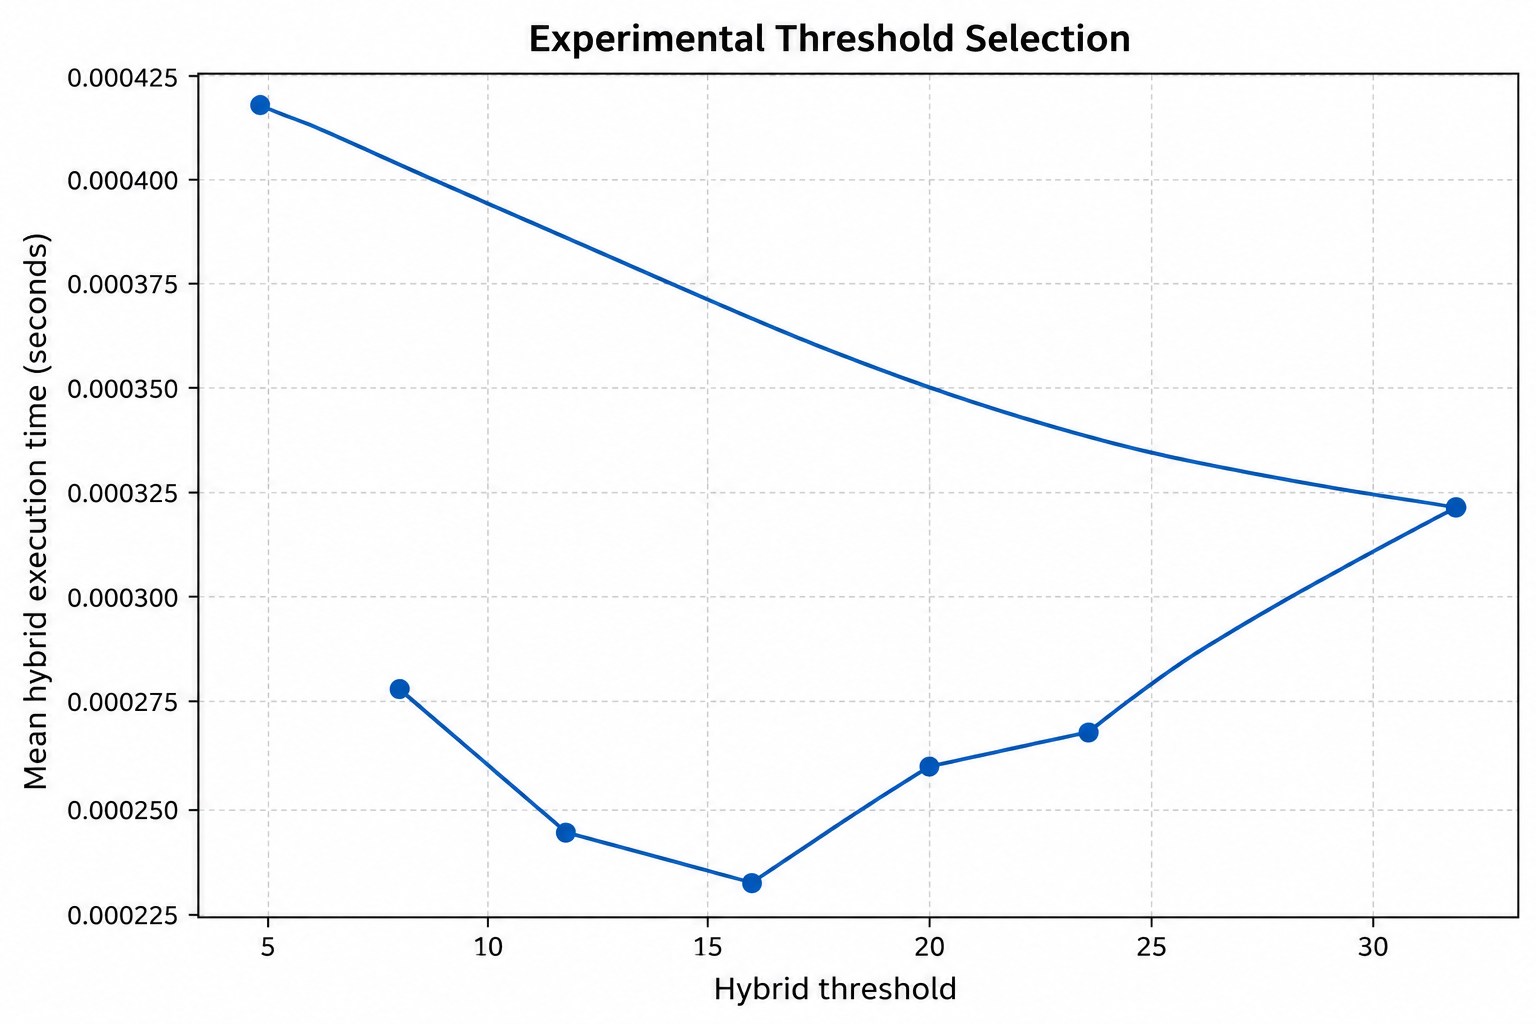 Experimental Threshold Selection
Mean hybrid execution time (seconds)
0.000425
0.000400
0.000375
0.000350
0.000325
0.000300
0.000275
0.000250
0.000225
5 10 15 20 25 30
Hybrid threshold